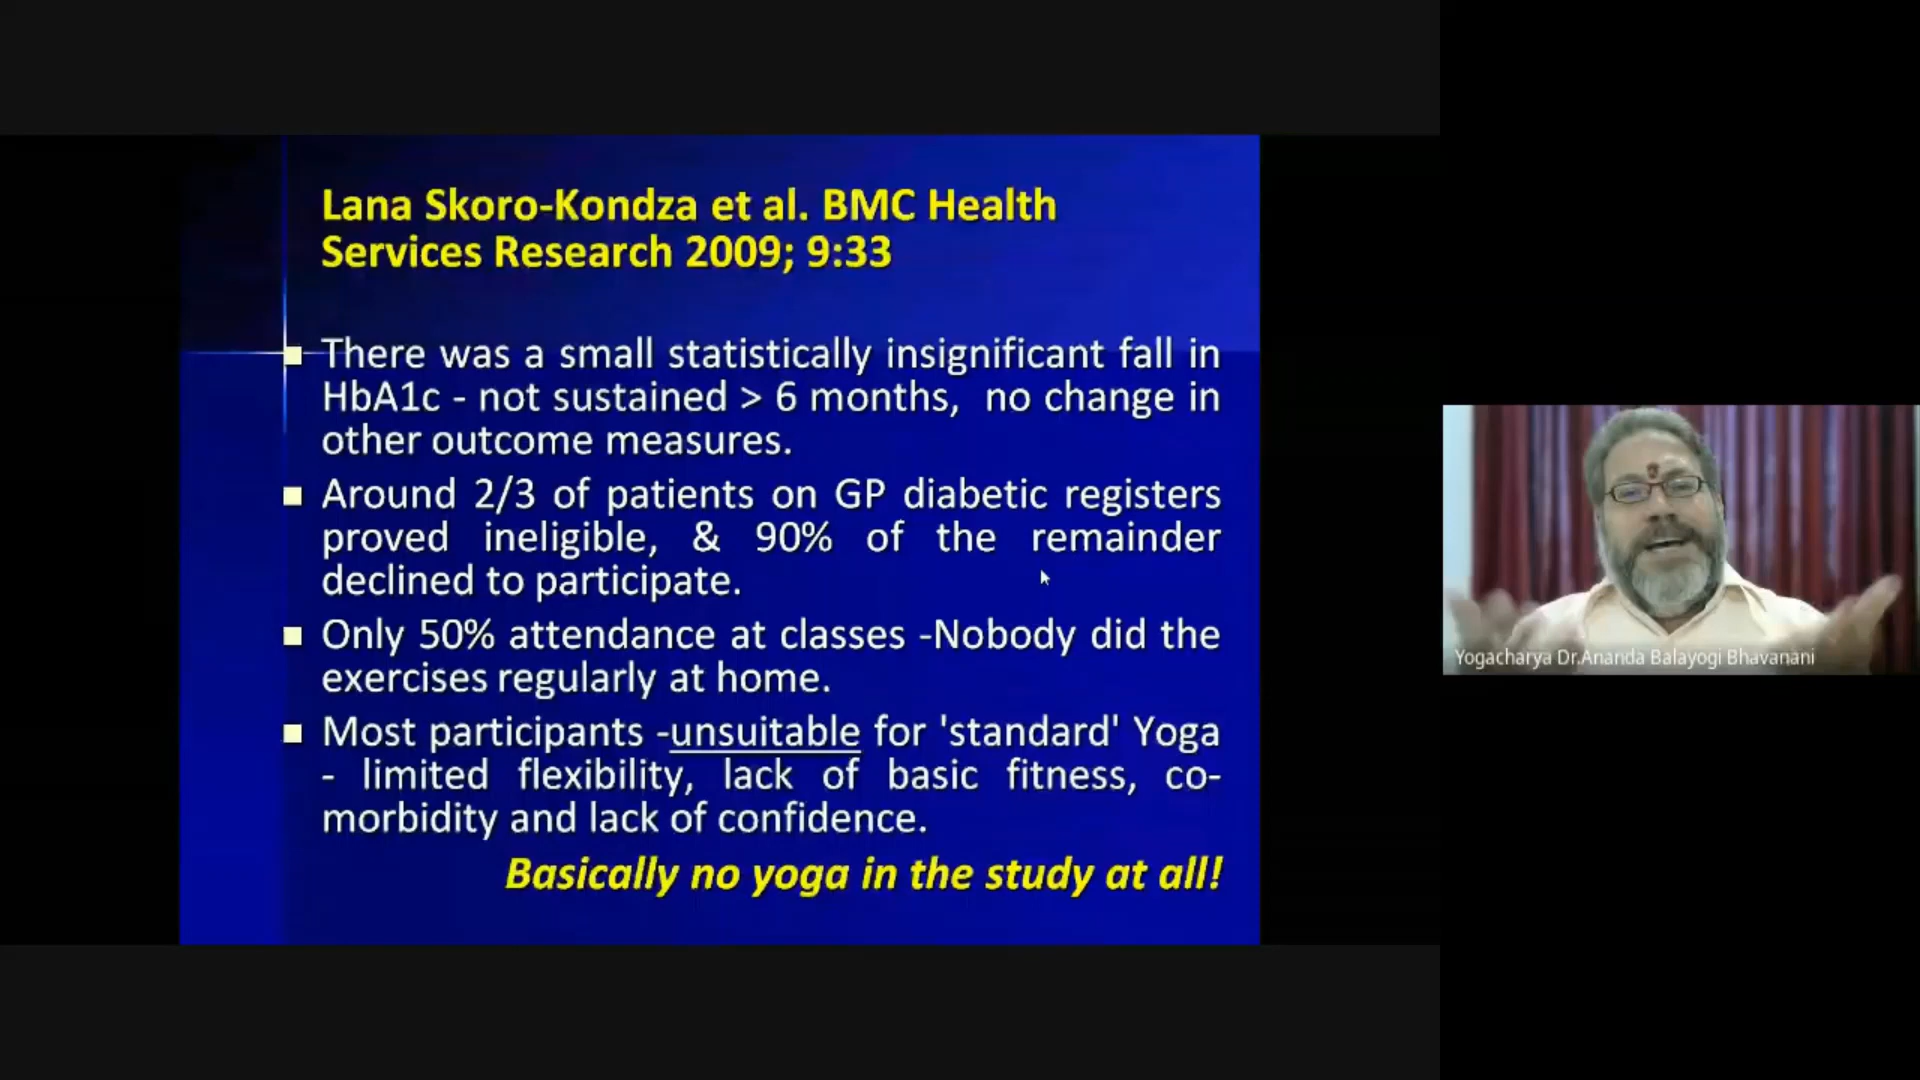 Lana Skoro-Kondza et al. BMC Health
Services Research 2009; 9:33
There was a small statistically insignificant fall in
HbA1c - not sustained > 6 months, no change in
other outcome measures.
Around 2/3 of patients on GP diabetic registers
proved ineligible, & 90% of the remainder
declined to participate.
Only 50% attendance at classes -Nobody did the
exercises regularly at home.
Most participants -unsuitable for 'standard' Yoga
- limited flexibility, lack of basic fitness, co-
morbidity and lack of confidence.
Basically no yoga in the study at all!
Yogacharya Dr.Ananda Balayogi Bhavanani